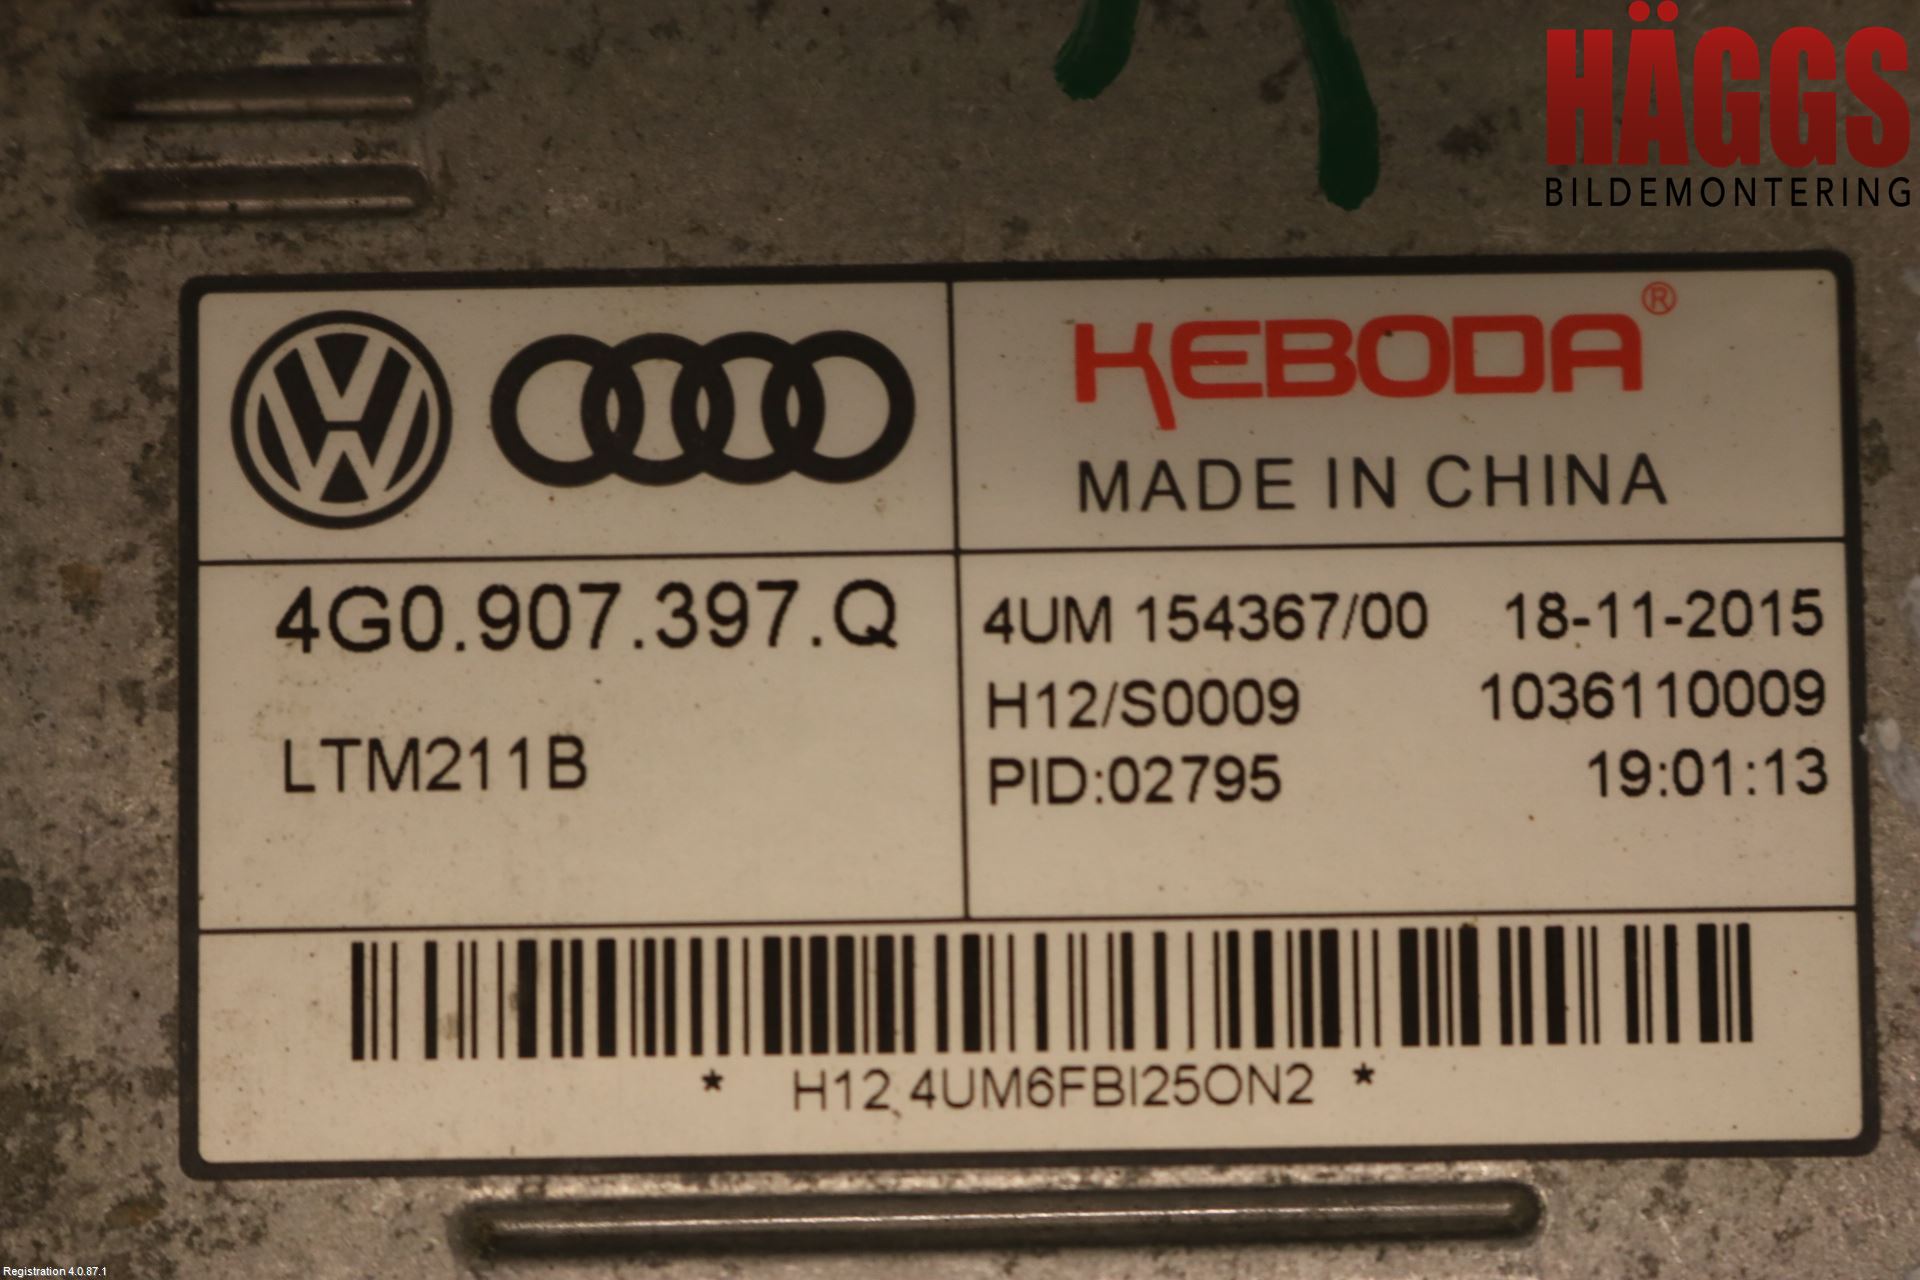 HÄGGS
BILDEMONTERING
KEBODA®
MADE IN CHINA
4G0.907.397.Q
LTM211B
4UM 154367/00 18-11-2015
H12/S0009 1036110009
PID:02795 19:01:13
* H12 4UM6FBI25ON2 *
Registration 4.0.87.1